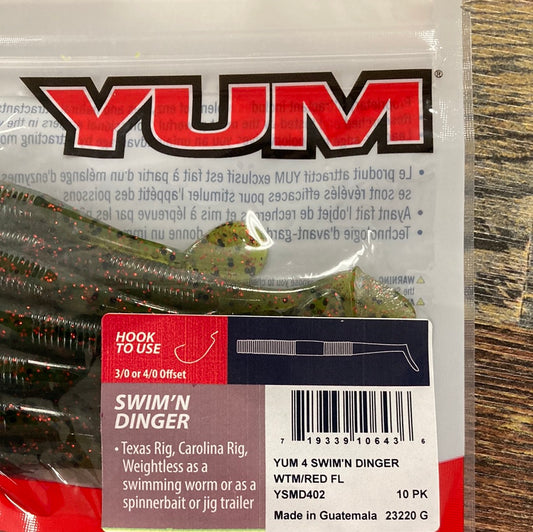 YUM®
• Le produit attractif YUM exclusif est fait à partir d'un mélange d'enzymes
se sont révélés efficaces pour stimuler l'appétit des poissons
• Ayant fait l'objet de recherches et mis à l'épreuve par les
• Technologie d'avant-garde donne un
WARNING
HOOK
TO USE
3/0 or 4/0 Offset
SWIM'N
DINGER
• Texas Rig, Carolina Rig,
Weightless as a
swimming worm or as a
spinnerbait or jig trailer
7 19339 10643 6
YUM 4 SWIM'N DINGER
WTM/RED FL
YSMD402 10 PK
Made in Guatemala 23220 G